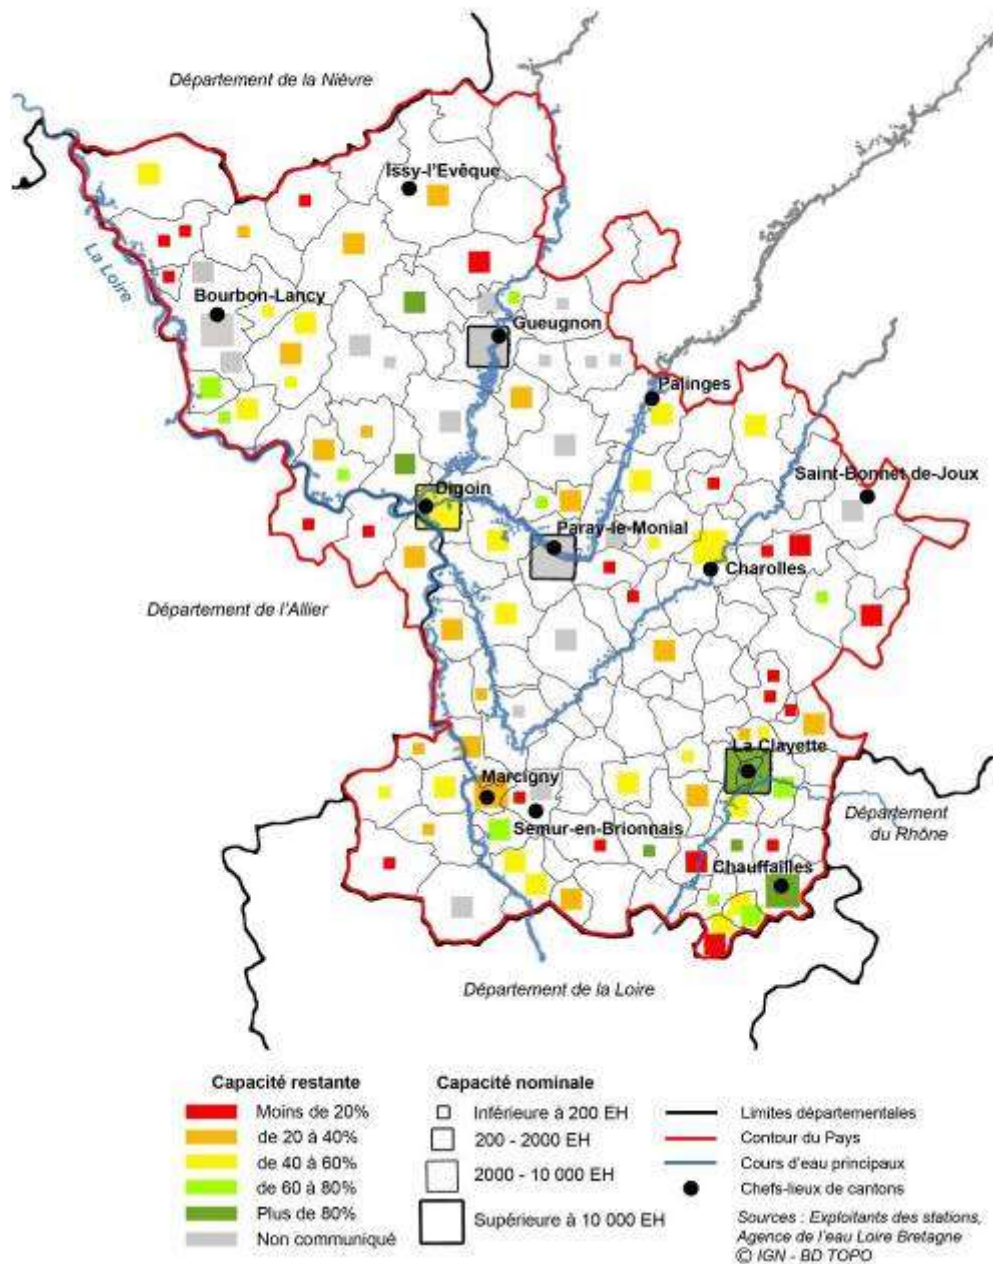 Département de la Nièvre
Issy-l'Evêque
La Loire
Bourbon-Lancy
Gueugnon
Palinges
Saint-Bonnet-de-Joux
Digoin
Paray-le-Monial
Charolles
Département de l'Allier
La Clayette
Marcigny
Département
du Rhône
Semur-en-Brionnais
Chauffailles
Département de la Loire
Capacité restante
Moins de 20%
de 20 à 40%
de 40 à 60%
de 60 à 80%
Plus de 80%
Non communiqué
Capacité nominale
Inférieure à 200 EH
200 - 2000 EH
2000 - 10 000 EH
Supérieure à 10 000 EH
Limites départementales
Contour du Pays
Cours d'eau principaux
Chefs-lieux de cantons
Sources : Exploitants des stations,
Agence de l'eau Loire Bretagne
© IGN - BD TOPO